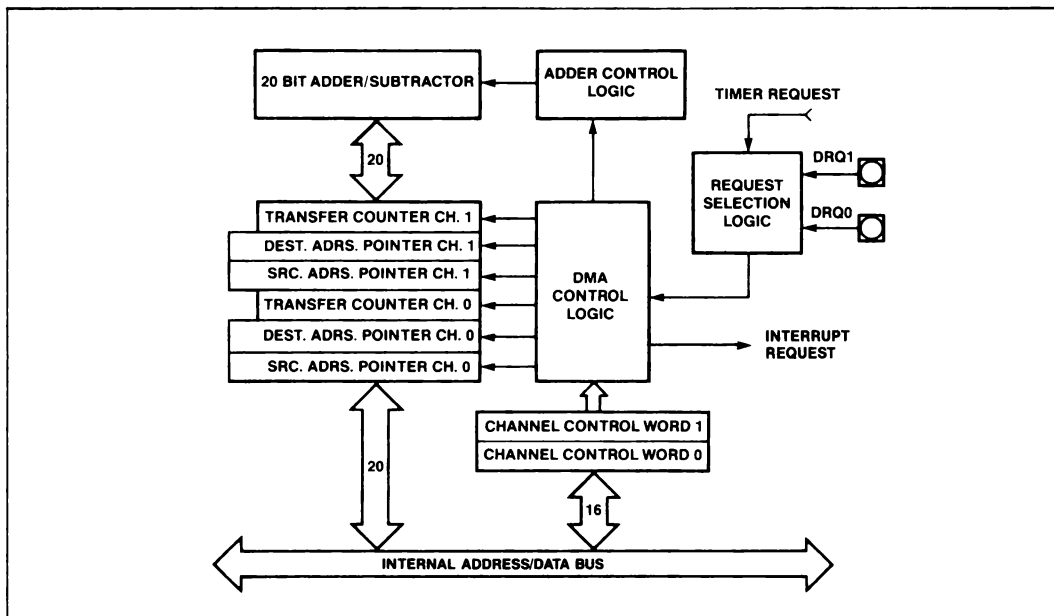 20 BIT ADDER/SUBTRACTOR
ADDER CONTROL
LOGIC
TIMER REQUEST
20
DRQ1
REQUEST
SELECTION
LOGIC
DRQ0
TRANSFER COUNTER CH. 1
DEST. ADRS. POINTER CH. 1
SRC. ADRS. POINTER CH. 1
TRANSFER COUNTER CH. 0
DEST. ADRS. POINTER CH. 0
SRC. ADRS. POINTER CH. 0
DMA
CONTROL
LOGIC
INTERRUPT
REQUEST
CHANNEL CONTROL WORD 1
CHANNEL CONTROL WORD 0
20
16
INTERNAL ADDRESS/DATA BUS